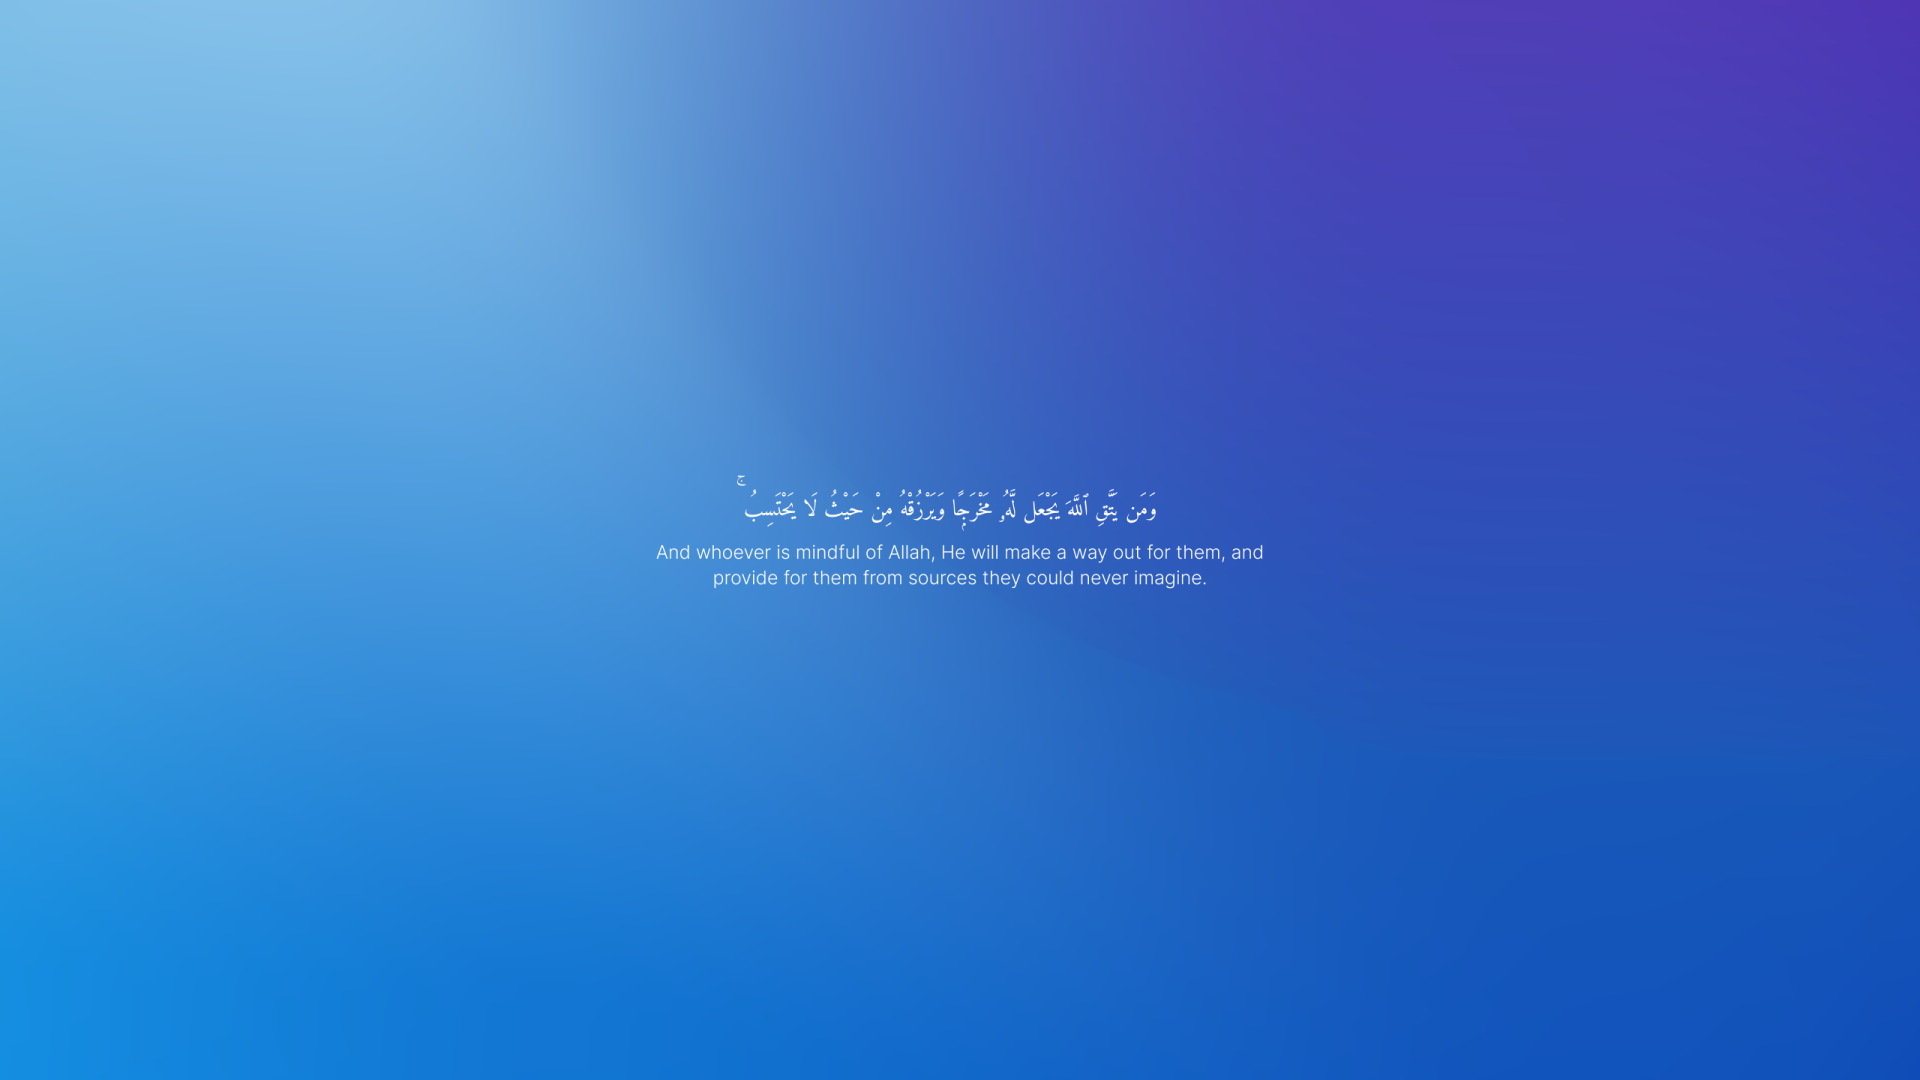 وَمَن يَتَّقِ ٱللَّهَ يَجْعَل لَّهُۥ مَخْرَجًۭا وَيَرْزُقْهُ مِنْ حَيْثُ لَا يَحْتَسِبُ ۚ
And whoever is mindful of Allah, He will make a way out for them, and
provide for them from sources they could never imagine.